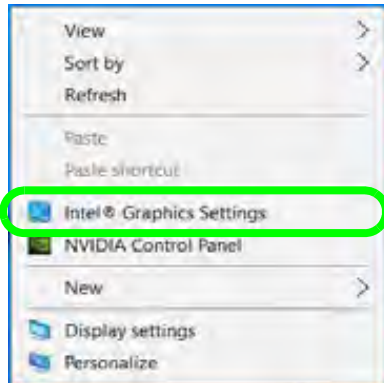 View
Sort by
Refresh
Paste
Paste shortcut
Intel® Graphics Settings
NVIDIA Control Panel
New
Display settings
Personalize